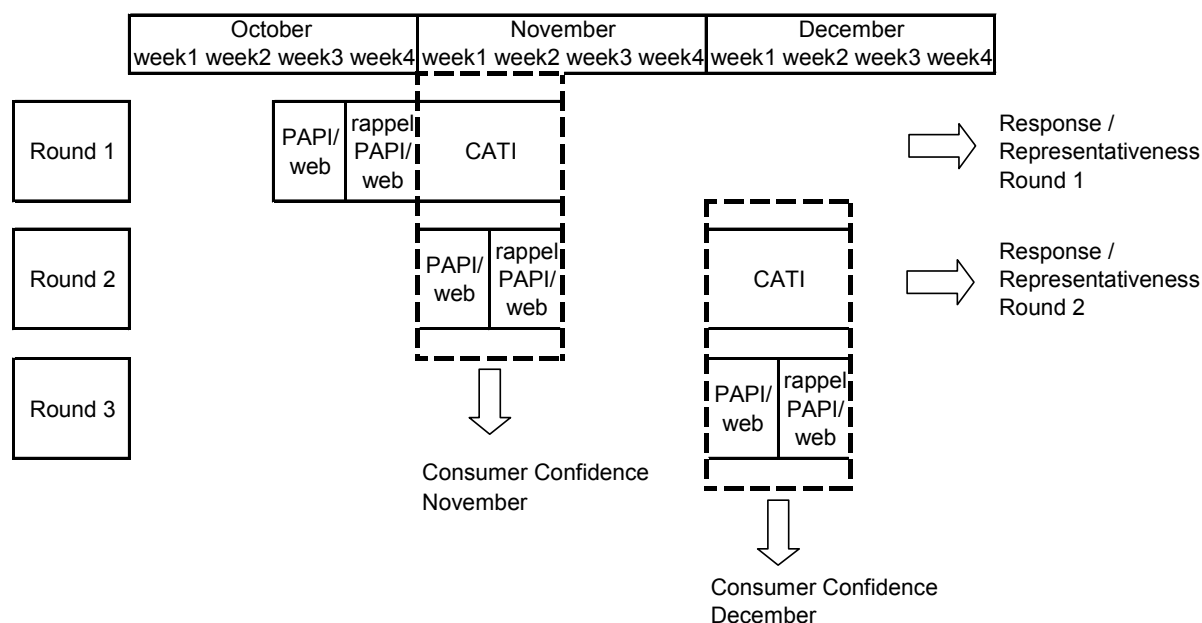 October November December
week1 week2 week3 week4 week1 week2 week3 week4 week1 week2 week3 week4
Round 1
PAPI/
web
rappel
PAPI/
web
CATI
Response /
Representativeness
Round 1
Round 2
PAPI/
web
rappel
PAPI/
web
CATI
Response /
Representativeness
Round 2
Round 3
PAPI/
web
rappel
PAPI/
web
Consumer Confidence
November
Consumer Confidence
December